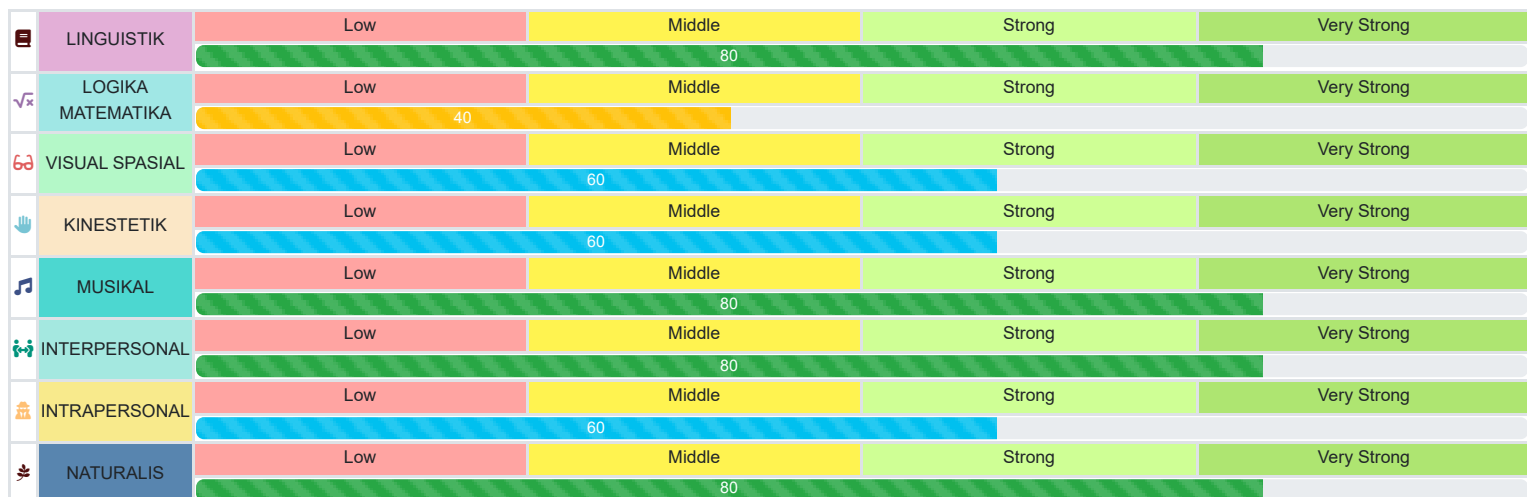 LINGUISTIK
Low Middle Strong Very Strong
80
LOGIKA
MATEMATIKA
Low Middle Strong Very Strong
40
VISUAL SPASIAL
Low Middle Strong Very Strong
60
KINESTETIK
Low Middle Strong Very Strong
60
MUSIKAL
Low Middle Strong Very Strong
80
INTERPERSONAL
Low Middle Strong Very Strong
80
INTRAPERSONAL
Low Middle Strong Very Strong
60
NATURALIS
Low Middle Strong Very Strong
80